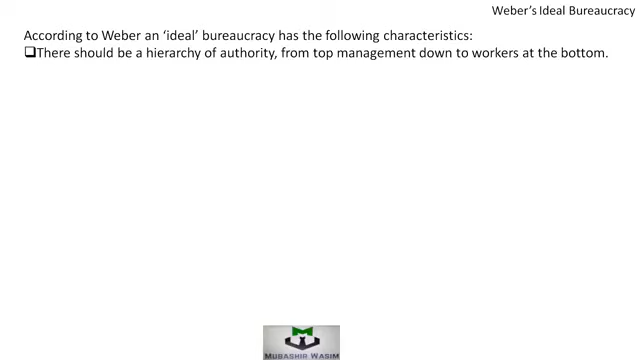 Weber's Ideal Bureaucracy
According to Weber an 'ideal' bureaucracy has the following characteristics:
There should be a hierarchy of authority, from top management down to workers at the bottom.
MUBASHIR WASIM